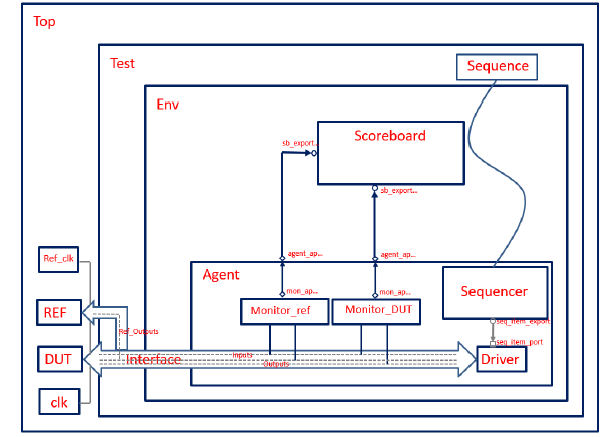 Top
Test
Sequence
Env
Scoreboard
sb_export...
sb_export...
Ref_clk
agent_ap...
agent_ap...
Agent
mon_ap...
mon_ap...
Sequencer
REF
Monitor_ref
Monitor_DUT
Ref_Outputs
seq_item_export
seq_item_port
DUT
Interface
Inputs
Outputs
Driver
clk